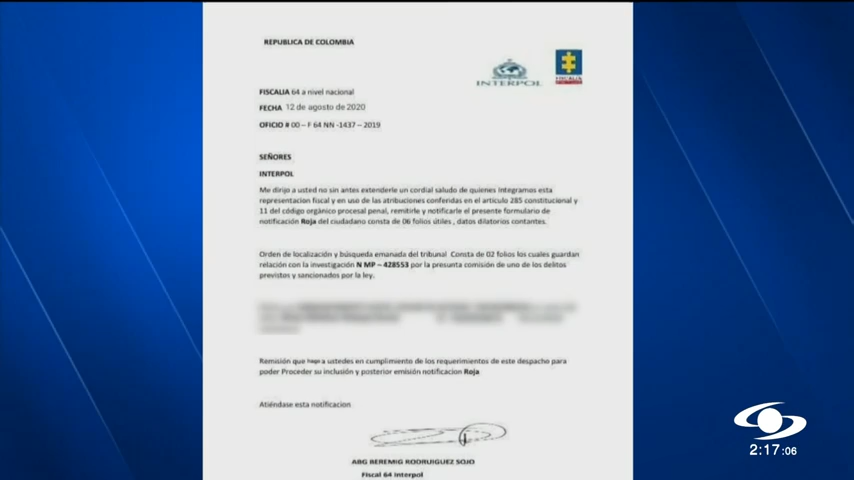 REPUBLICA DE COLOMBIA
INTERPOL
FISCALIA
FISCALIA 64 a nivel nacional
FECHA 12 de agosto de 2020
OFICIO # 00 – F 64 NN -1437 – 2019
SEÑORES
INTERPOL
Me dirijo a usted no sin antes extenderle un cordial saludo de quienes Integramos esta
representacion fiscal y en uso de las atribuciones conferidas en el articulo 285 constitucional y
11 del código orgánico procesal penal, remitirle y notificarle el presente formulario de
notificación Roja del ciudadano consta de 06 folios útiles , datos dilatorios contantes.
Orden de localización y búsqueda emanada del tribunal Consta de 02 folios los cuales guardan
relación con la investigación N MP – 428553 por la presunta comisión de uno de los delitos
previstos y sancionados por la ley.
Remisión que hago a ustedes en cumplimiento de los requerimientos de este despacho para
poder Proceder su inclusión y posterior emisión notificacion Roja
Atiéndase esta notificacion
ABG REREMIG RODRUIGUEZ SOJO
Fiscal 64 interpol
2:17:06